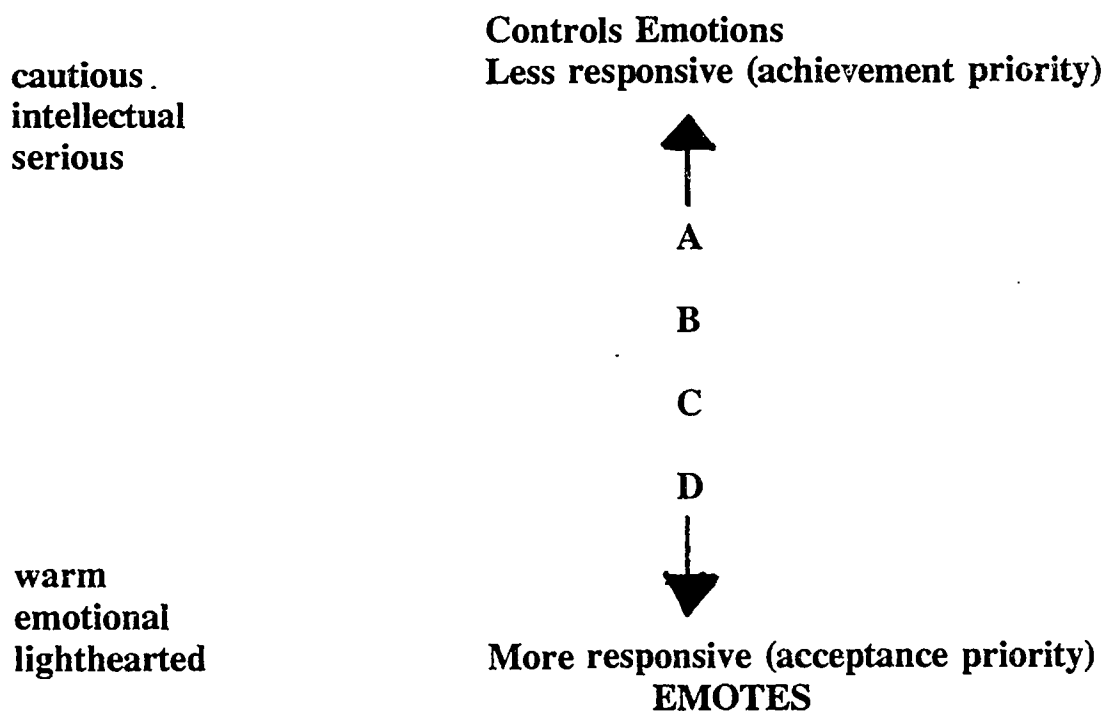 Controls Emotions
Less responsive (achievement priority)
cautious
intellectual
serious
A
B
C
D
warm
emotional
lighthearted
More responsive (acceptance priority)
EMOTES